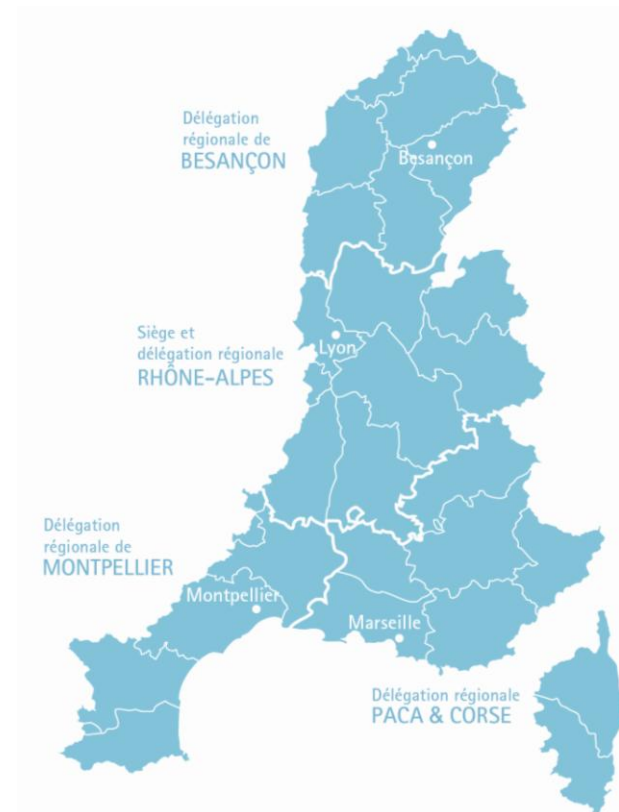 Délégation
régionale de
BESANÇON
Besançon
Siège et
délégation régionale
RHÔNE-ALPES
Lyon
Délégation
régionale de
MONTPELLIER
Montpellier
Marseille
Délégation régionale
PACA & CORSE